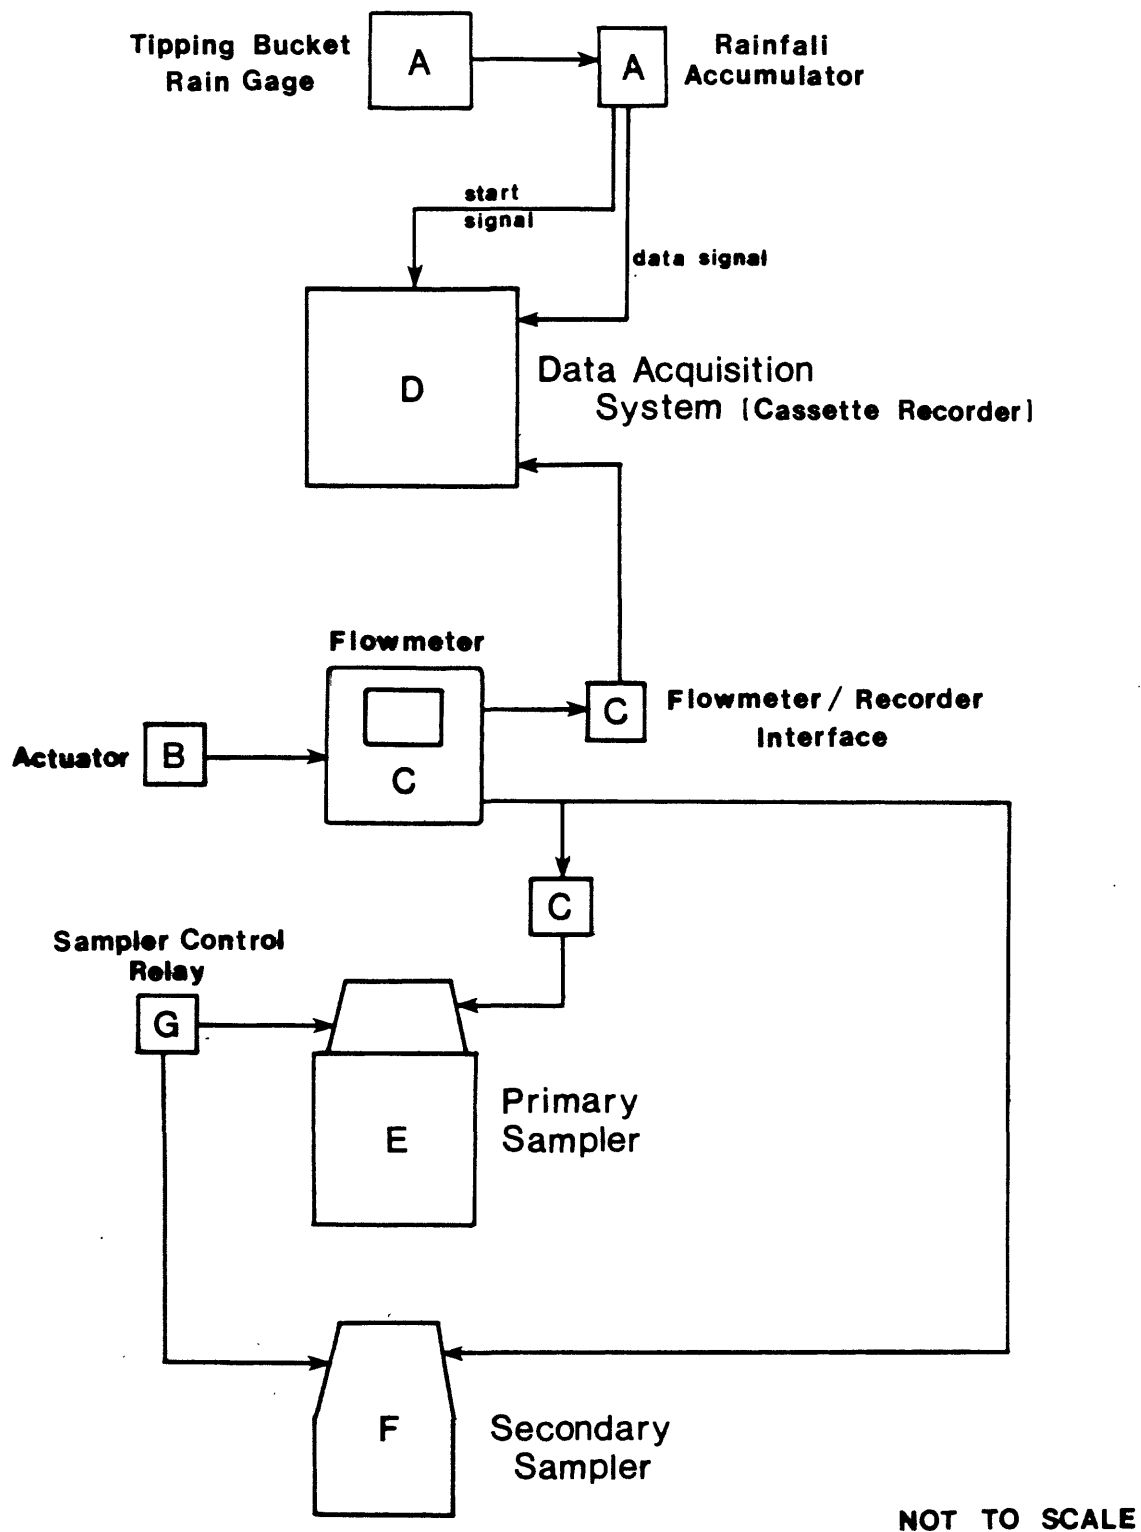 Tipping Bucket
Rain Gage
A
A
Rainfall
Accumulator
start
signal
data signal
D
Data Acquisition
System (Cassette Recorder)
Flowmeter
C
Flowmeter / Recorder
Interface
Actuator
B
C
C
Sampler Control
Relay
G
E
Primary
Sampler
F
Secondary
Sampler
NOT TO SCALE